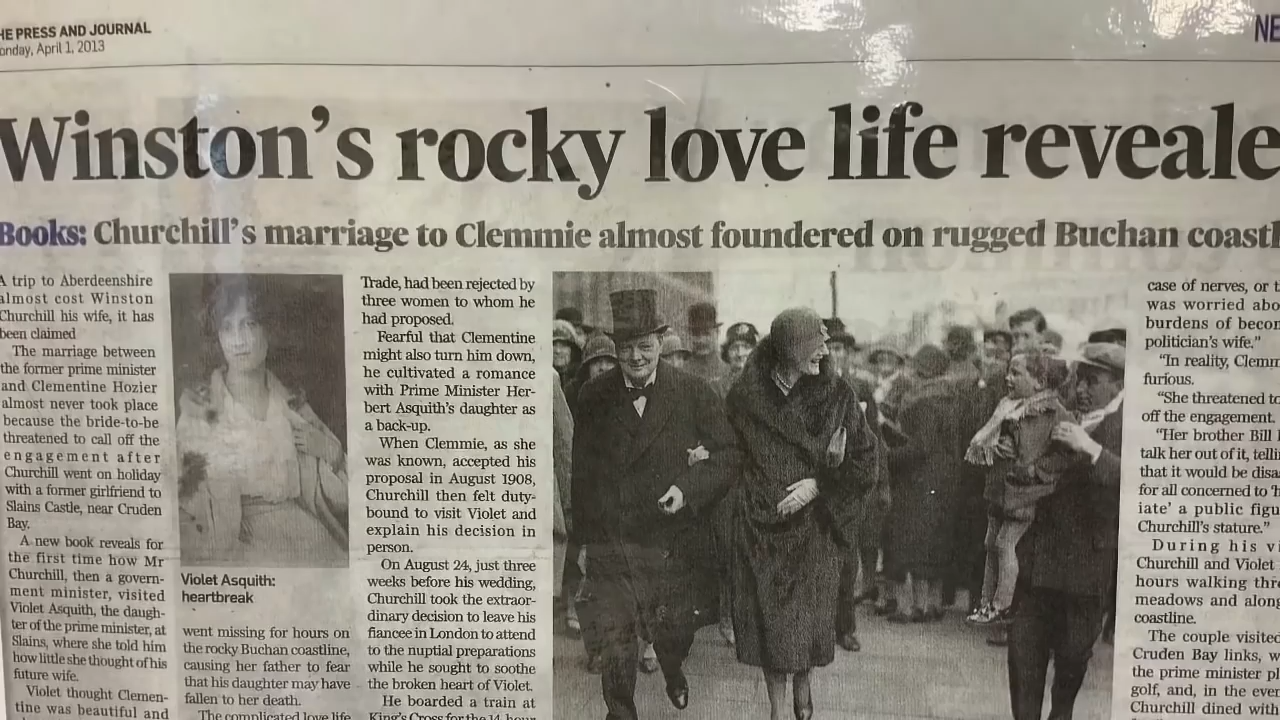 HE PRESS AND JOURNAL
onday, April 1, 2013
NE
Winston's rocky love life reveale
Books: Churchill's marriage to Clemmie almost foundered on rugged Buchan coastl
A trip to Aberdeenshire
almost cost Winston
Churchill his wife, it has
been claimed
The marriage between
the former prime minister
and Clementine Hozier
almost never took place
because the bride-to-be
threatened to call off the
engagement after
Churchill went on holiday
with a former girlfriend to
Slains Castle, near Cruden
Bay.
A new book reveals for
the first time how Mr
Churchill, then a govern-
ment minister, visited
Violet Asquith, the daugh-
ter of the prime minister, at
Slains, where she told him
how little she thought of his
future wife.
Violet thought Clemen-
tine was beautiful and
Violet Asquith:
heartbreak
went missing for hours on
the rocky Buchan coastline,
causing her father to fear
that his daughter may have
fallen to her death.
The complicated love life
Trade, had been rejected by
three women to whom he
had proposed.
Fearful that Clementine
might also turn him down,
he cultivated a romance
with Prime Minister Her-
bert Asquith's daughter as
a back-up.
When Clemmie, as she
was known, accepted his
proposal in August 1908,
Churchill then felt duty-
bound to visit Violet and
explain his decision in
person.
On August 24, just three
weeks before his wedding,
Churchill took the extraor-
dinary decision to leave his
fiancee in London to attend
to the nuptial preparations
while he sought to soothe
the broken heart of Violet.
He boarded a train at
King's Cross for the 14-hour
case of nerves, or t
was worried abo
burdens of becor
politician's wife."
"In reality, Clemm
furious.
"She threatened to
off the engagement.
"Her brother Bill
talk her out of it, telli
that it would be disa
for all concerned to 'h
iate' a public figu
Churchill's stature."
During his vi
Churchill and Violet
hours walking thr
meadows and along
coastline.
The couple visited
Cruden Bay links, w
the prime minister pl
golf, and, in the ever
Churchill dined with